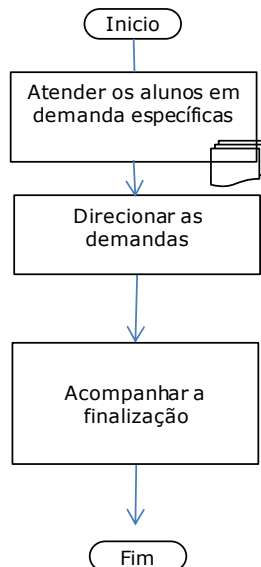 Inicio
Atender os alunos em
demanda específicas
Direcionar as
demandas
Acompanhar a
finalização
Fim